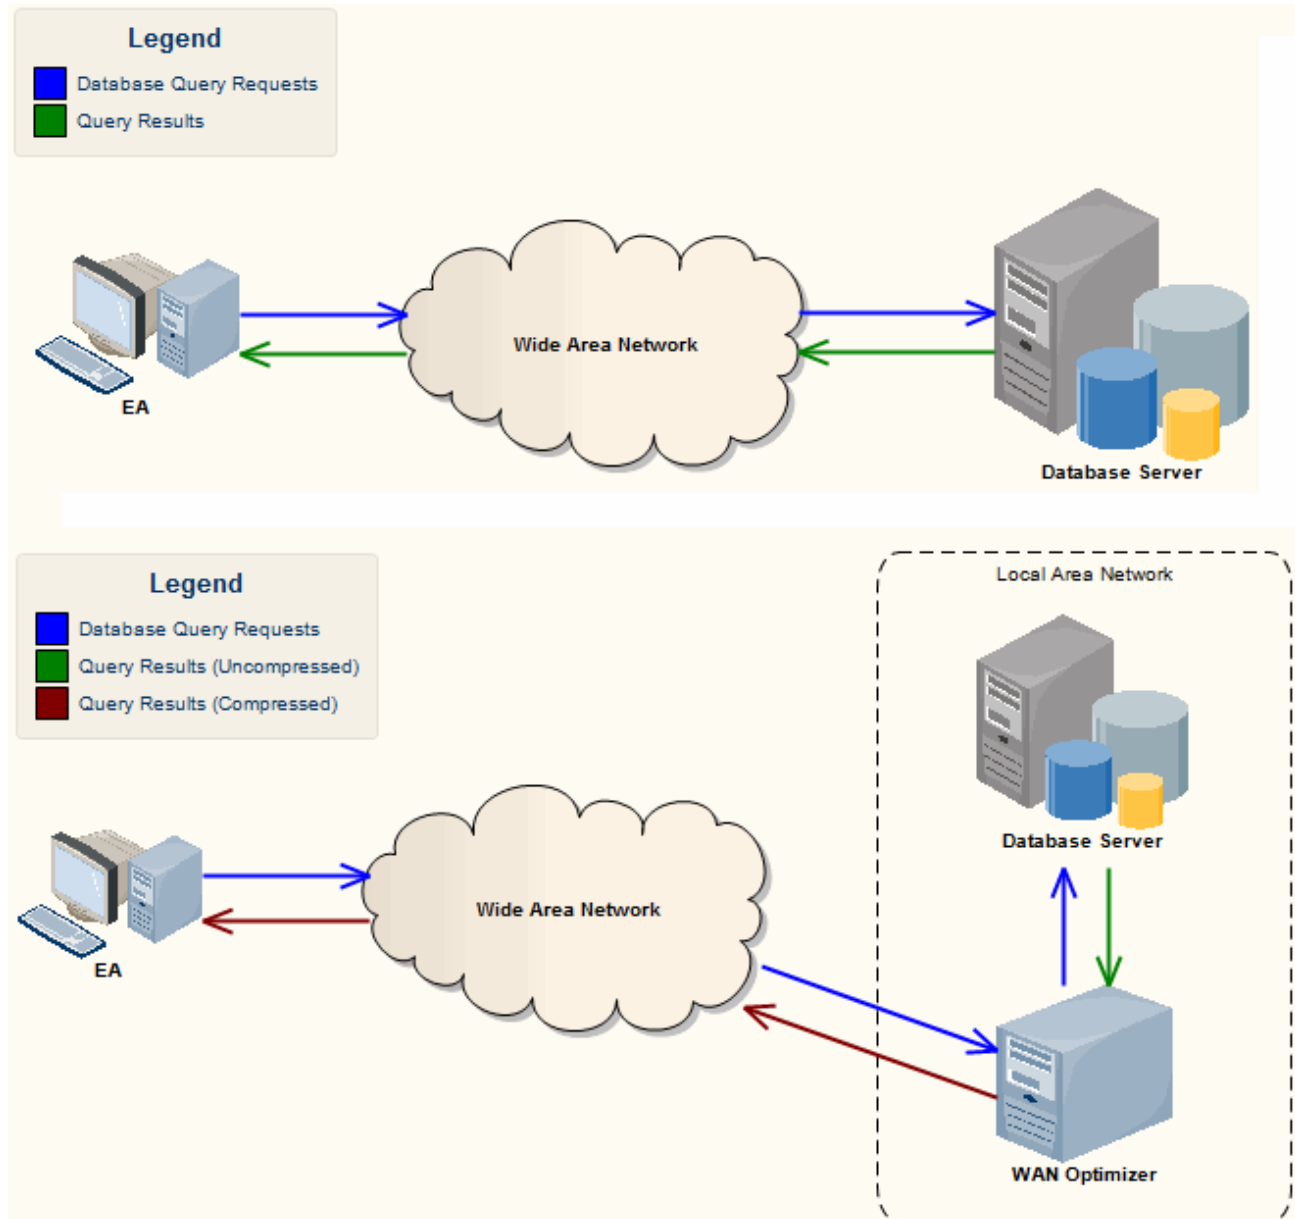 Legend
Database Query Requests
Query Results
Wide Area Network
EA
Database Server
Legend
Database Query Requests
Query Results (Uncompressed)
Query Results (Compressed)
Local Area Network
Database Server
Wide Area Network
EA
WAN Optimizer